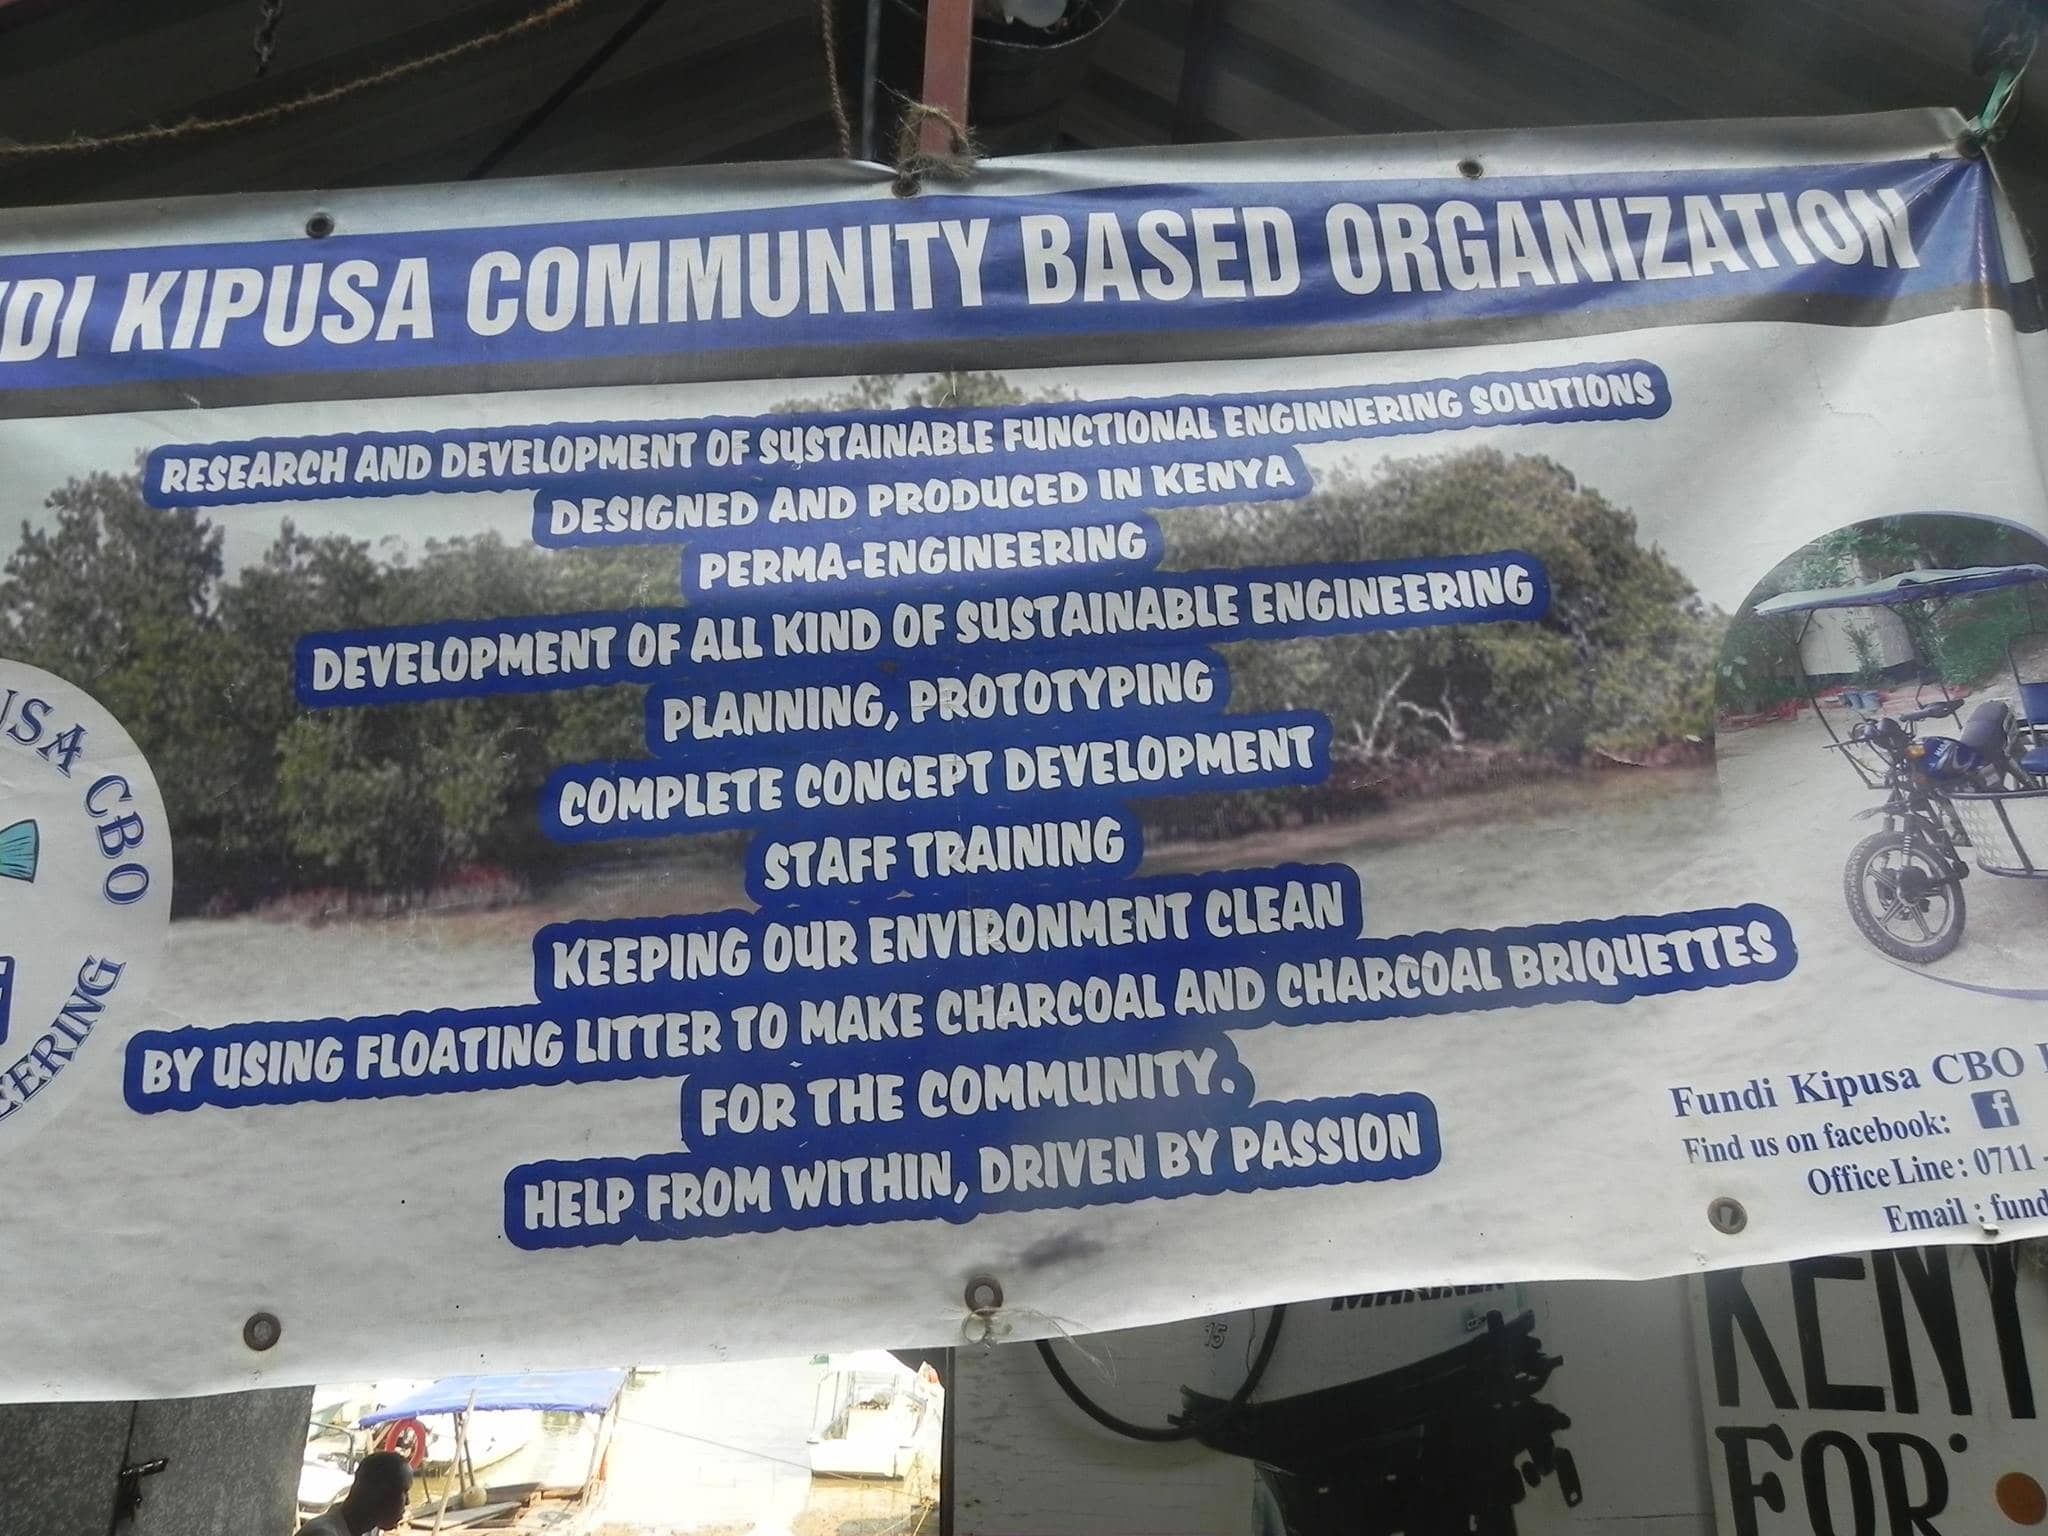 NDI KIPUSA COMMUNITY BASED ORGANIZATION
RESEARCH AND DEVELOPMENT OF SUSTAINABLE FUNCTIONAL ENGINNERING SOLUTIONS
DESIGNED AND PRODUCED IN KENYA
PERMA-ENGINEERING
DEVELOPMENT OF ALL KIND OF SUSTAINABLE ENGINEERING
PLANNING, PROTOTYPING
COMPLETE CONCEPT DEVELOPMENT
STAFF TRAINING
KEEPING OUR ENVIRONMENT CLEAN
BY USING FLOATING LITTER TO MAKE CHARCOAL AND CHARCOAL BRIQUETTES
FOR THE COMMUNITY.
HELP FROM WITHIN, DRIVEN BY PASSION
USA CBO
EERING
Fundi Kipusa CBO
Find us on facebook: f
Office Line: 0711 -
Email : fund
MARINER
15
KENY
FOR